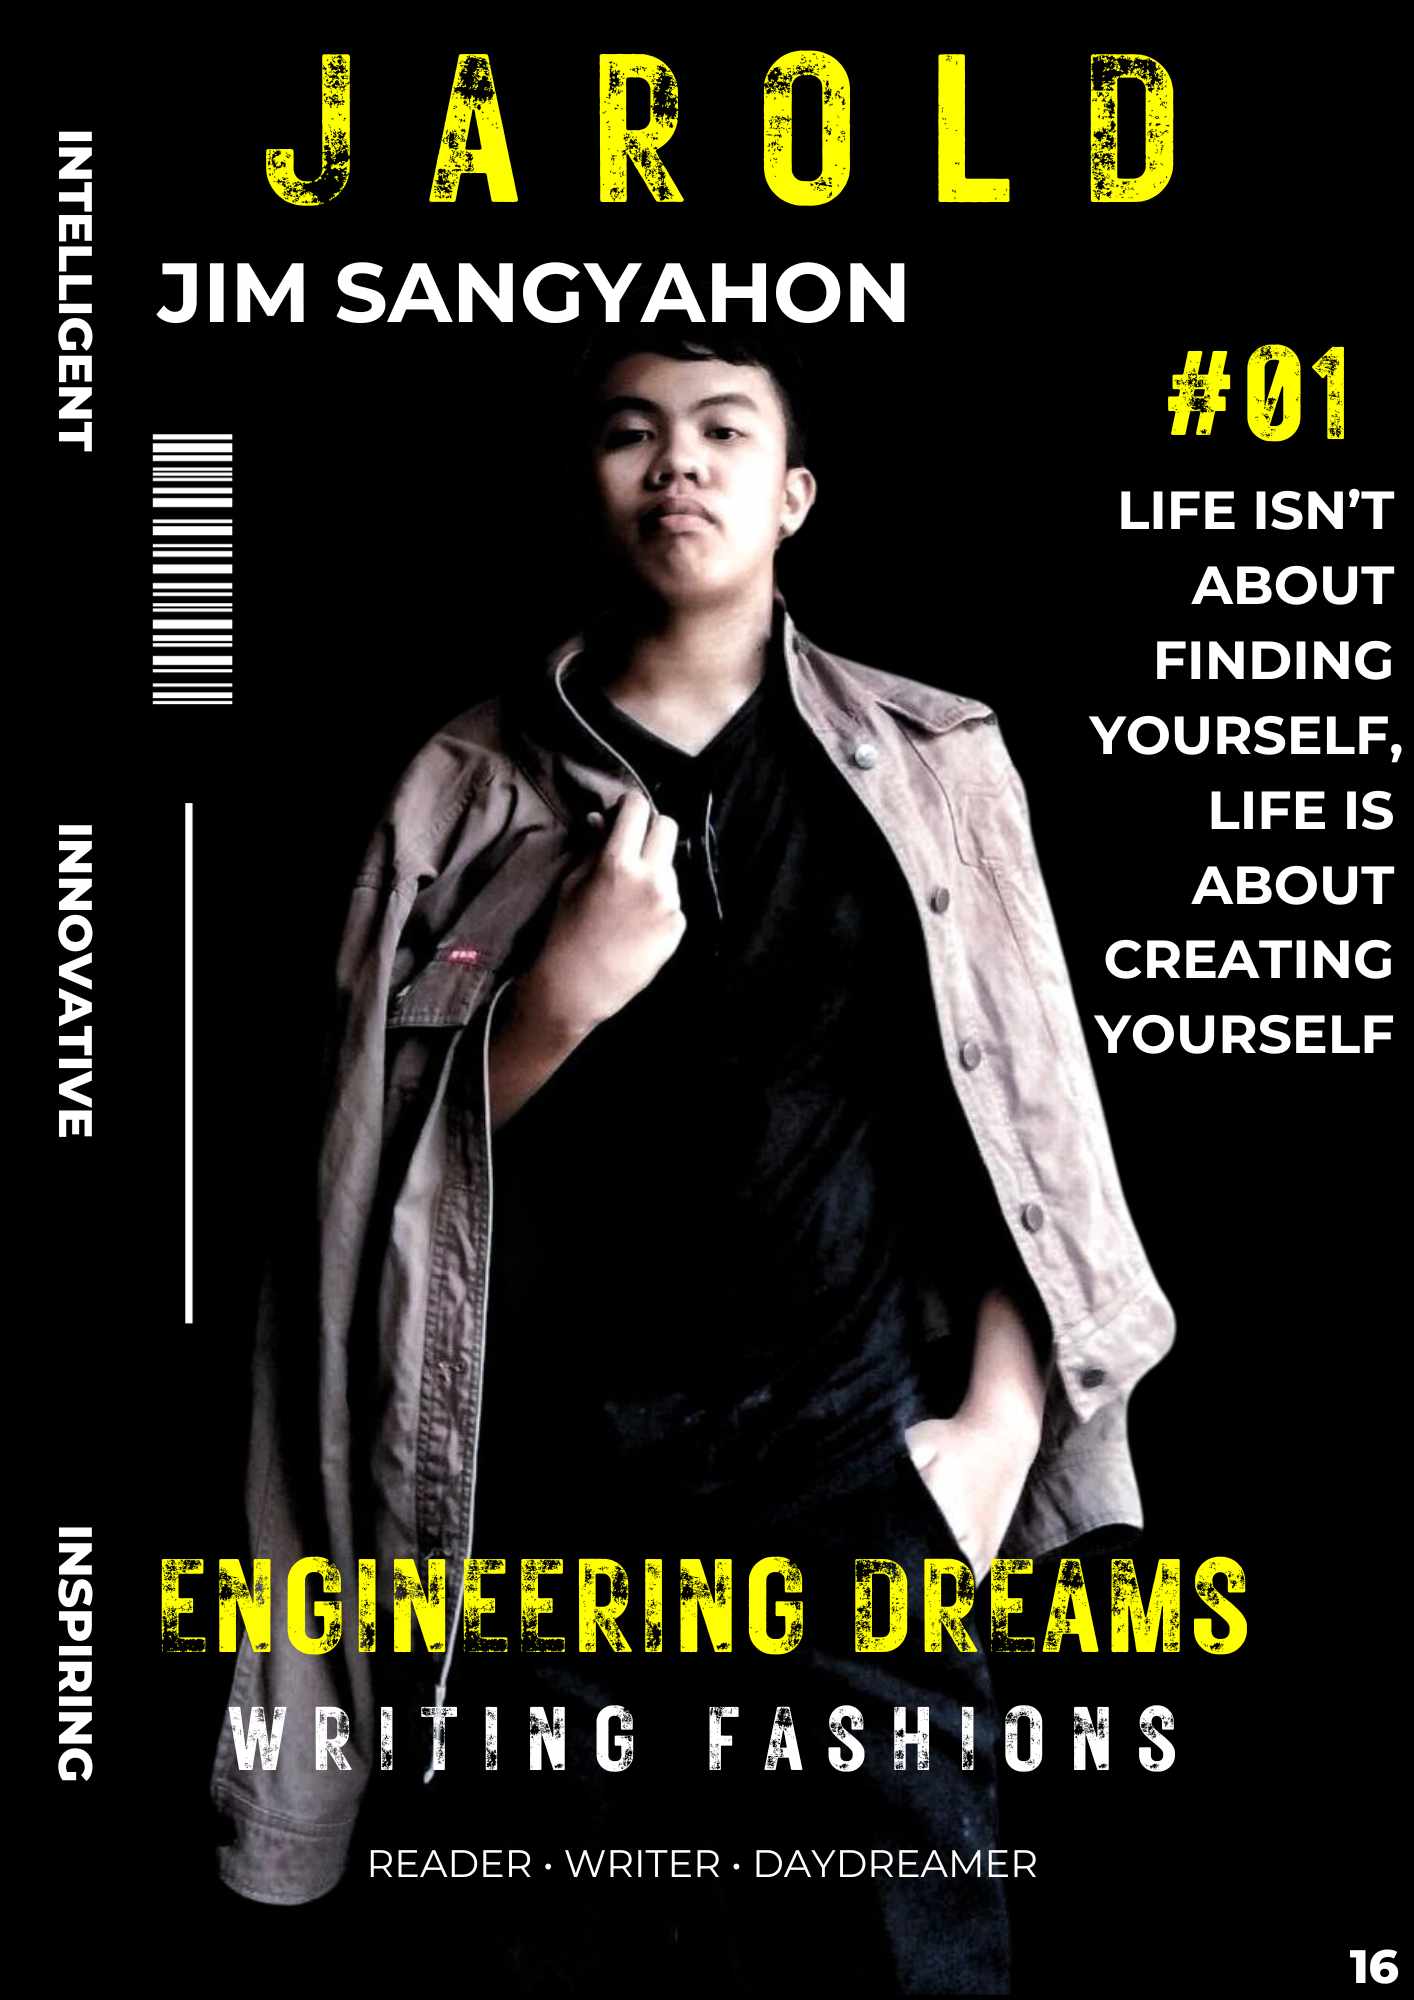 JAROLD
JIM SANGYAHON
INTELLIGENT
#01
LIFE ISN’T
ABOUT
FINDING
YOURSELF,
LIFE IS
ABOUT
CREATING
YOURSELF
INNOVATIVE
INSPIRING
ENGINEERING DREAMS
WRITING FASHIONS
READER • WRITER • DAYDREAMER
16